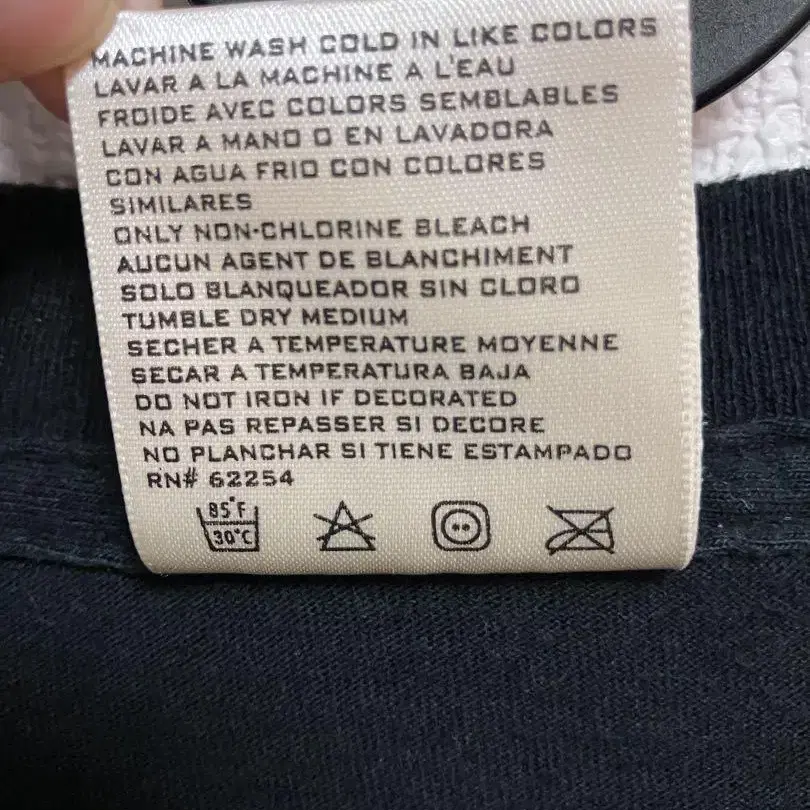 MACHINE WASH COLD IN LIKE COLORS
LAVAR A LA MACHINE A L'EAU
FROIDE AVEC COLORS SEMBLABLES
LAVAR A MANO O EN LAVADORA
CON AGUA FRIO CON COLORES
SIMILARES
ONLY NON-CHLORINE BLEACH
AUCUN AGENT DE BLANCHIMENT
SOLO BLANQUEADOR SIN CLORO
TUMBLE DRY MEDIUM
SECHER A TEMPERATURE MOYENNE
SECAR A TEMPERATURA BAJA
DO NOT IRON IF DECORATED
NA PAS REPASSER SI DECORE
NO PLANCHAR SI TIENE ESTAMPADO
RN# 62254
85°F
30°C